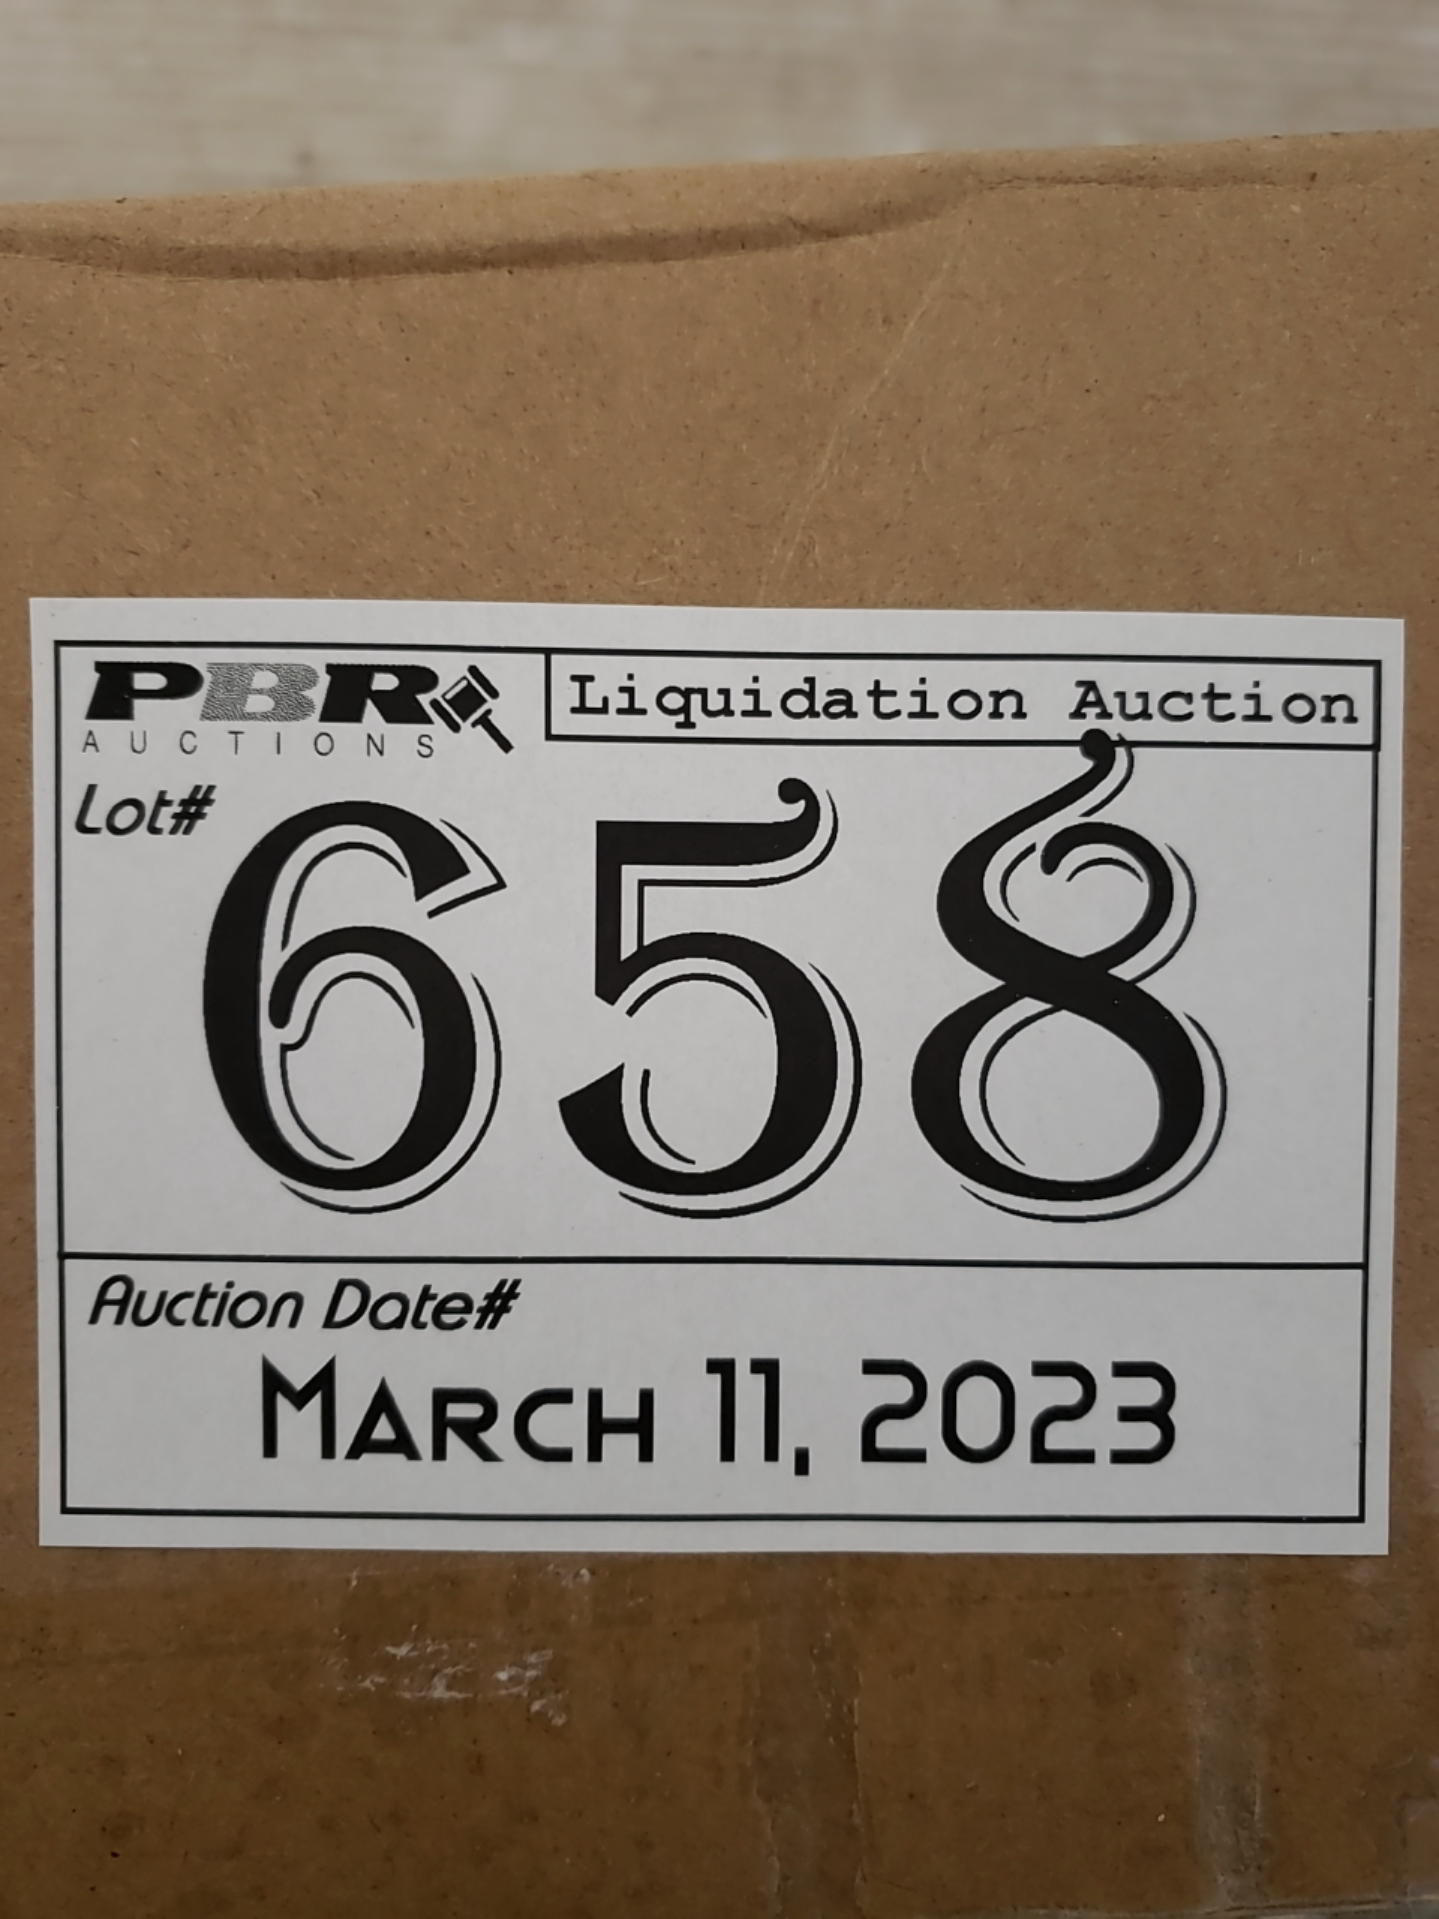 PBR
AUCTIONS
Liquidation Auction
Lot#
658
Auction Date#
MARCH 11, 2023